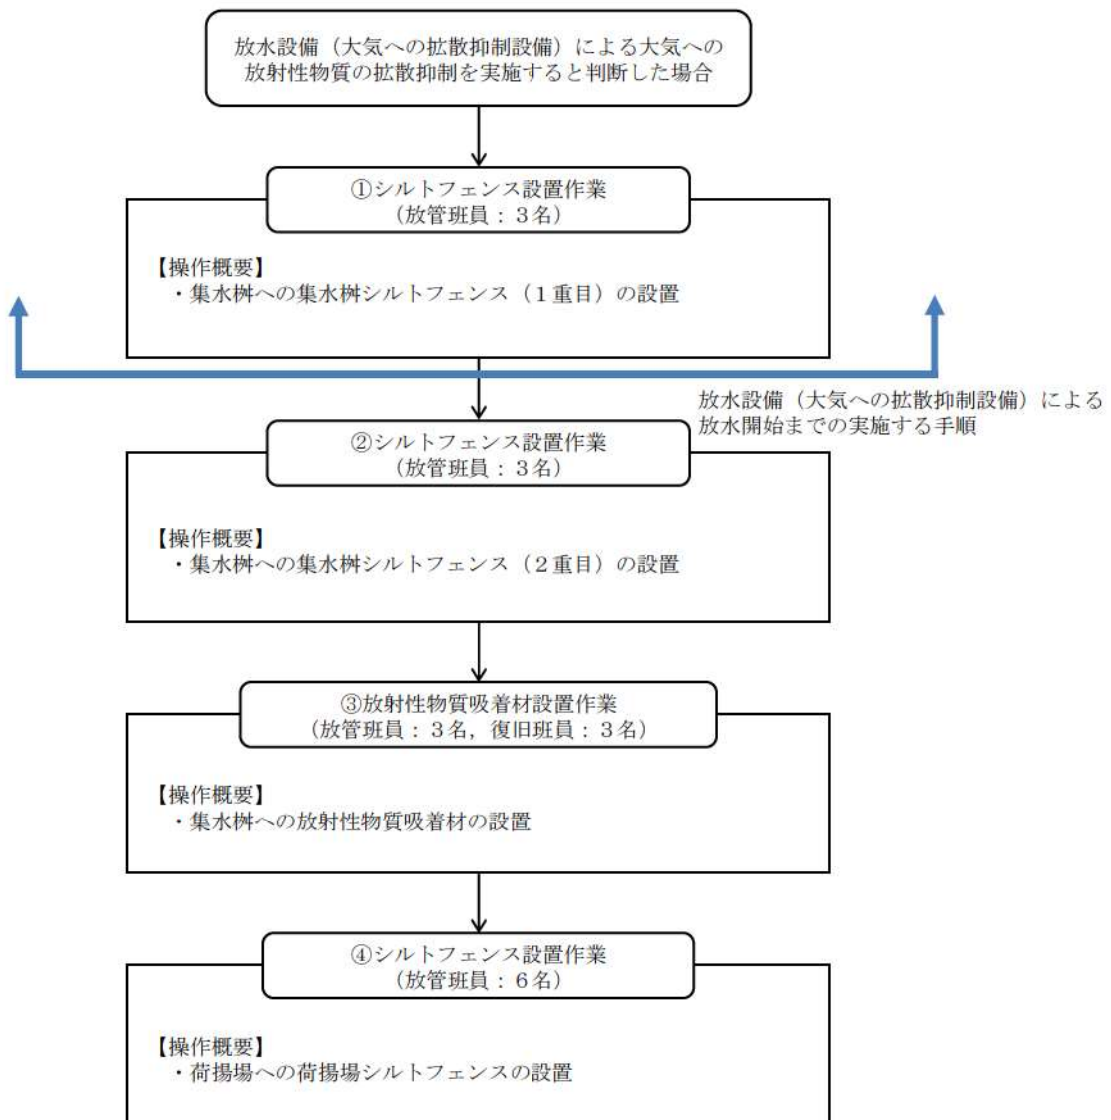 放水設備（大気への拡散抑制設備）による大気への
放射性物質の拡散抑制を実施すると判断した場合
①シルトフェンス設置作業
（放管班員：３名）
【操作概要】
・集水桝への集水桝シルトフェンス（１重目）の設置
放水設備（大気への拡散抑制設備）による
放水開始までの実施する手順
②シルトフェンス設置作業
（放管班員：３名）
【操作概要】
・集水桝への集水桝シルトフェンス（２重目）の設置
③放射性物質吸着材設置作業
（放管班員：３名，復旧班員：３名）
【操作概要】
・集水桝への放射性物質吸着材の設置
④シルトフェンス設置作業
（放管班員：６名）
【操作概要】
・荷揚場への荷揚場シルトフェンスの設置